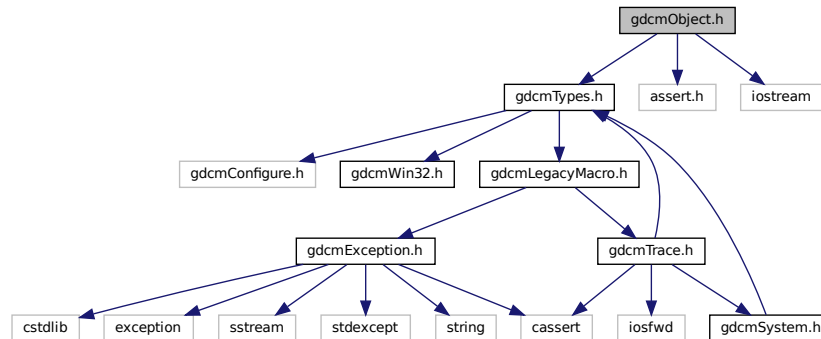 gdcmObject.h
gdcmTypes.h
assert.h
iostream
gdcmConfigure.h
gdcmWin32.h
gdcmLegacyMacro.h
gdcmException.h
gdcmTrace.h
cstdlib
exception
sstream
stdexcept
string
cassert
iosfwd
gdcmSystem.h